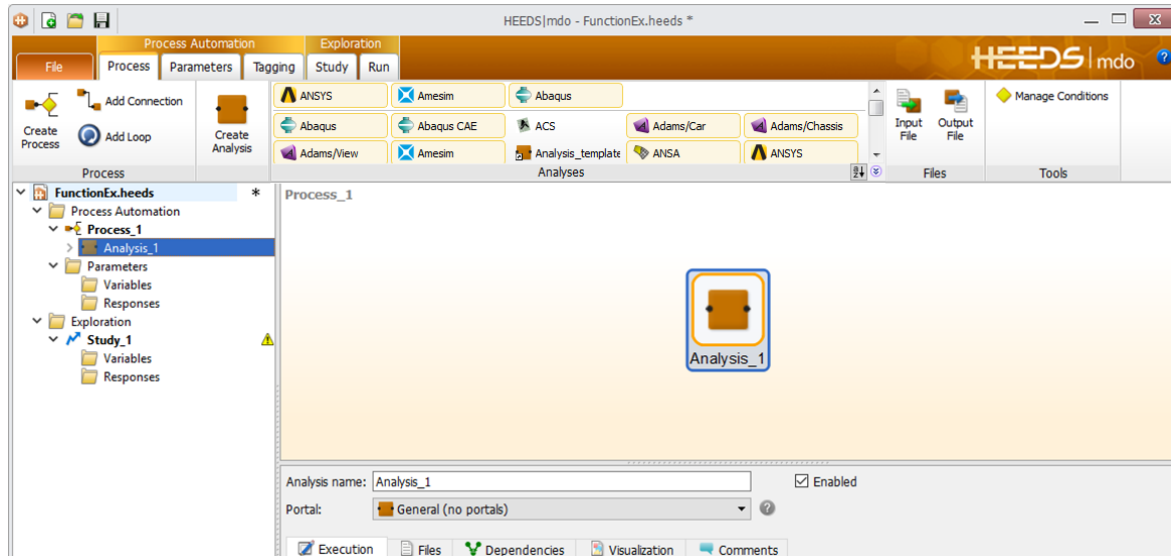 HEEDS|mdo - FunctionEx.heeds *
Process Automation Exploration
File Process Parameters Tagging Study Run
HEEDS mdo
Create Process
Add Connection
Add Loop
Create Analysis
ANSYS Amesim Abaqus
Abaqus Abaqus CAE ACS Adams/Car Adams/Chassis
Adams/View Amesim Analysis_template ANSA ANSYS
Input File
Output File
Manage Conditions
Process Analyses Files Tools
FunctionEx.heeds *
Process Automation
Process_1
Analysis_1
Parameters
Variables
Responses
Exploration
Study_1
Variables
Responses
Process_1
Analysis_1
Analysis name: Analysis_1 Enabled
Portal: General (no portals)
Execution Files Dependencies Visualization Comments